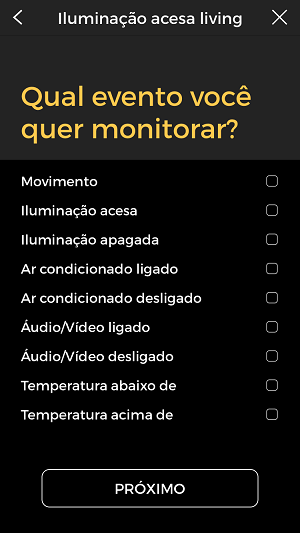 Iluminação acesa living
Qual evento você
quer monitorar?
Movimento
Iluminação acesa
Iluminação apagada
Ar condicionado ligado
Ar condicionado desligado
Áudio/Vídeo ligado
Áudio/Vídeo desligado
Temperatura abaixo de
Temperatura acima de
PRÓXIMO